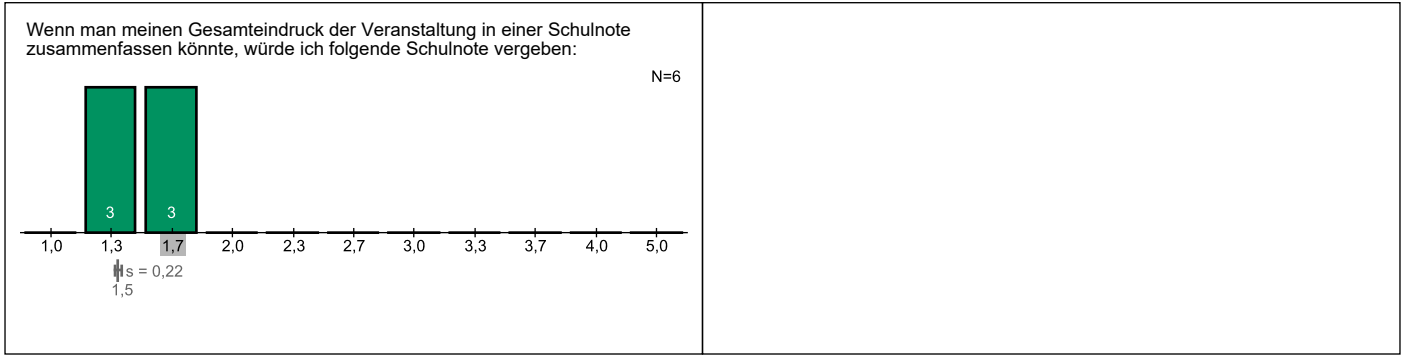 Wenn man meinen Gesamteindruck der Veranstaltung in einer Schulnote
zusammenfassen könnte, würde ich folgende Schulnote vergeben:
N=6
3 3
1,0 1,3 1,7 2,0 2,3 2,7 3,0 3,3 3,7 4,0 5,0
s = 0,22
1,5